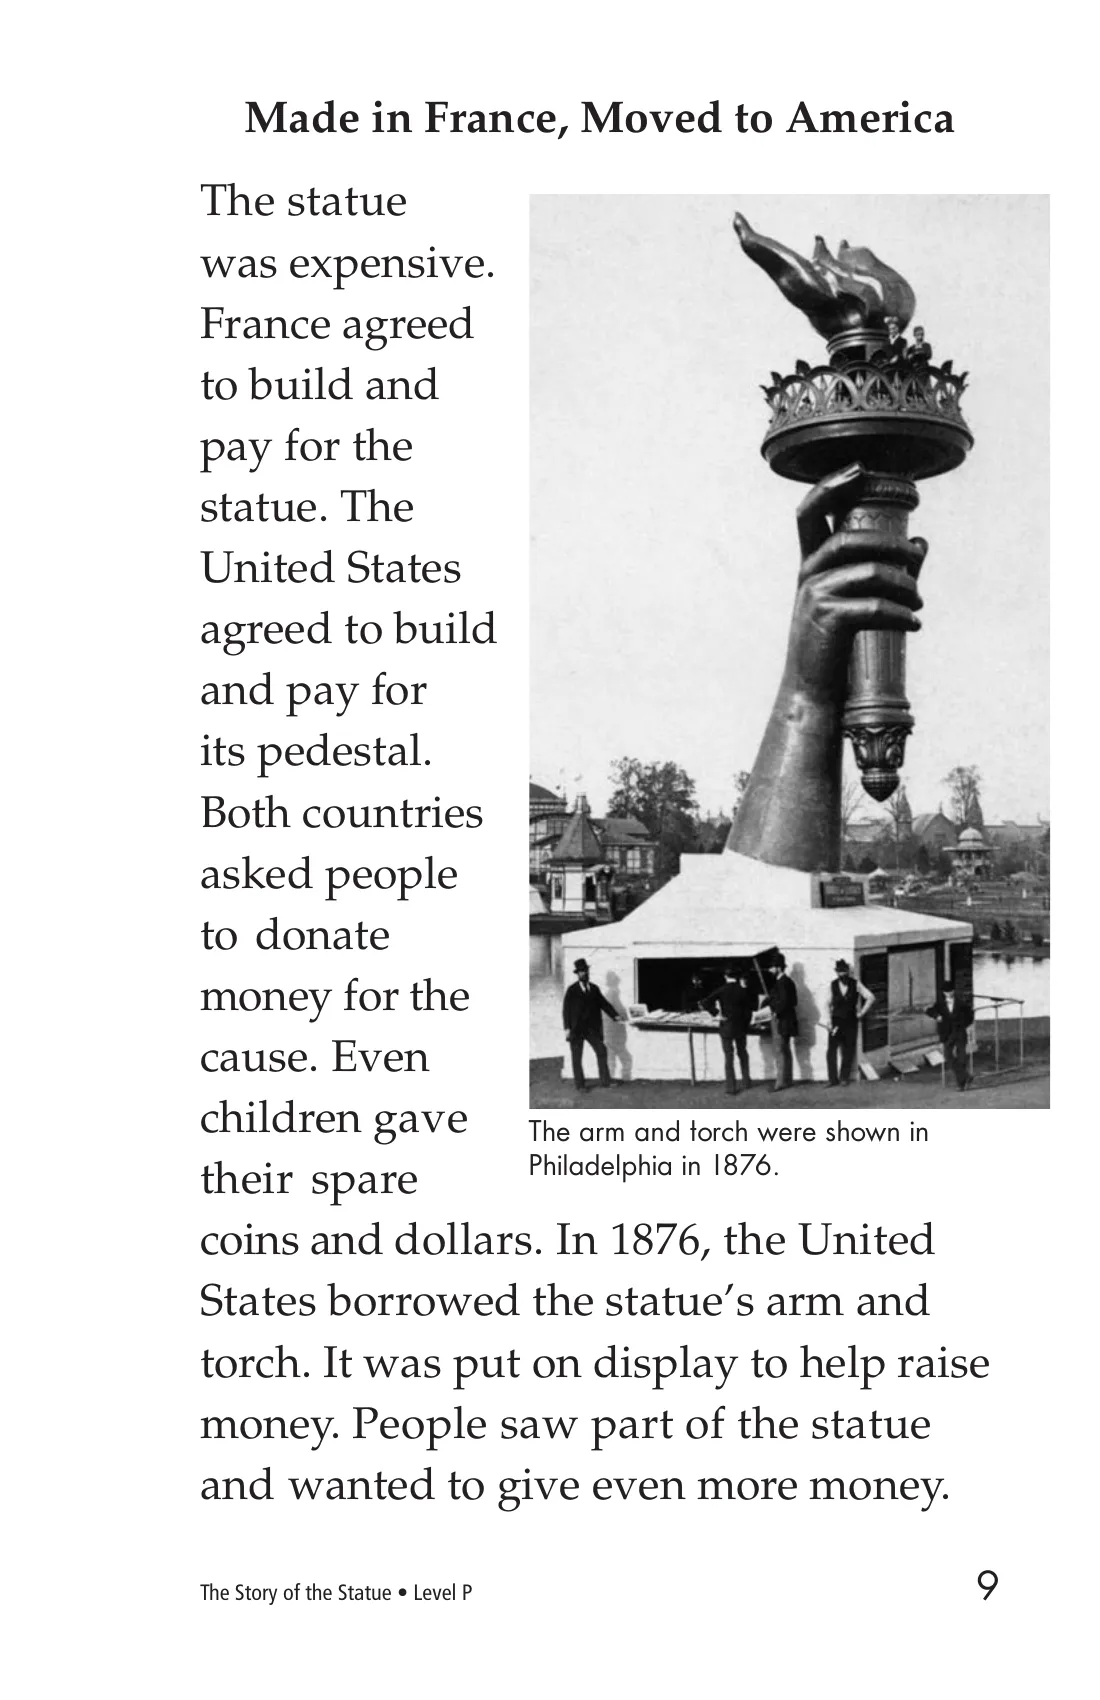 Made in France, Moved to America
The statue
was expensive.
France agreed
to build and
pay for the
statue. The
United States
agreed to build
and pay for
its pedestal.
Both countries
asked people
to donate
money for the
cause. Even
children gave
their spare
coins and dollars. In 1876, the United
States borrowed the statue’s arm and
torch. It was put on display to help raise
money. People saw part of the statue
and wanted to give even more money.
The arm and torch were shown in
Philadelphia in 1876.
The Story of the Statue • Level P
9